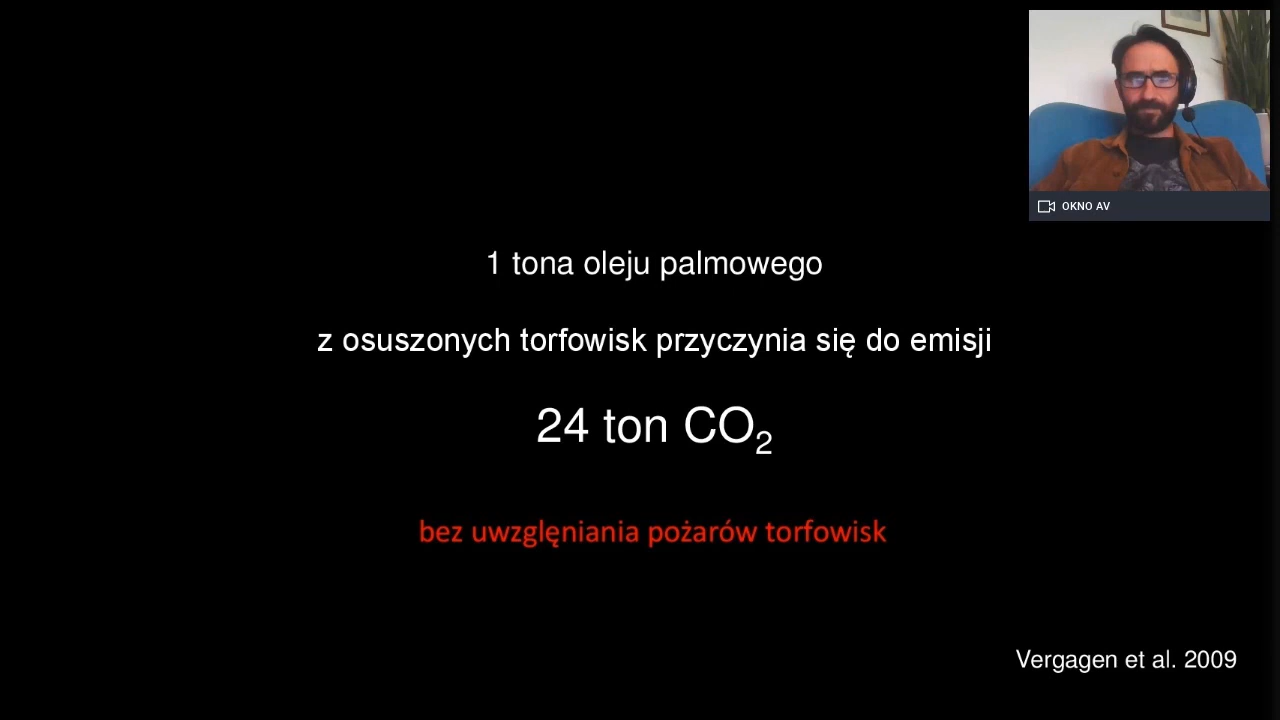 OKNO AV
1 tona oleju palmowego
z osuszonych torfowisk przyczynia się do emisji
24 ton CO₂
bez uwzglęniania pożarów torfowisk
Vergagen et al. 2009